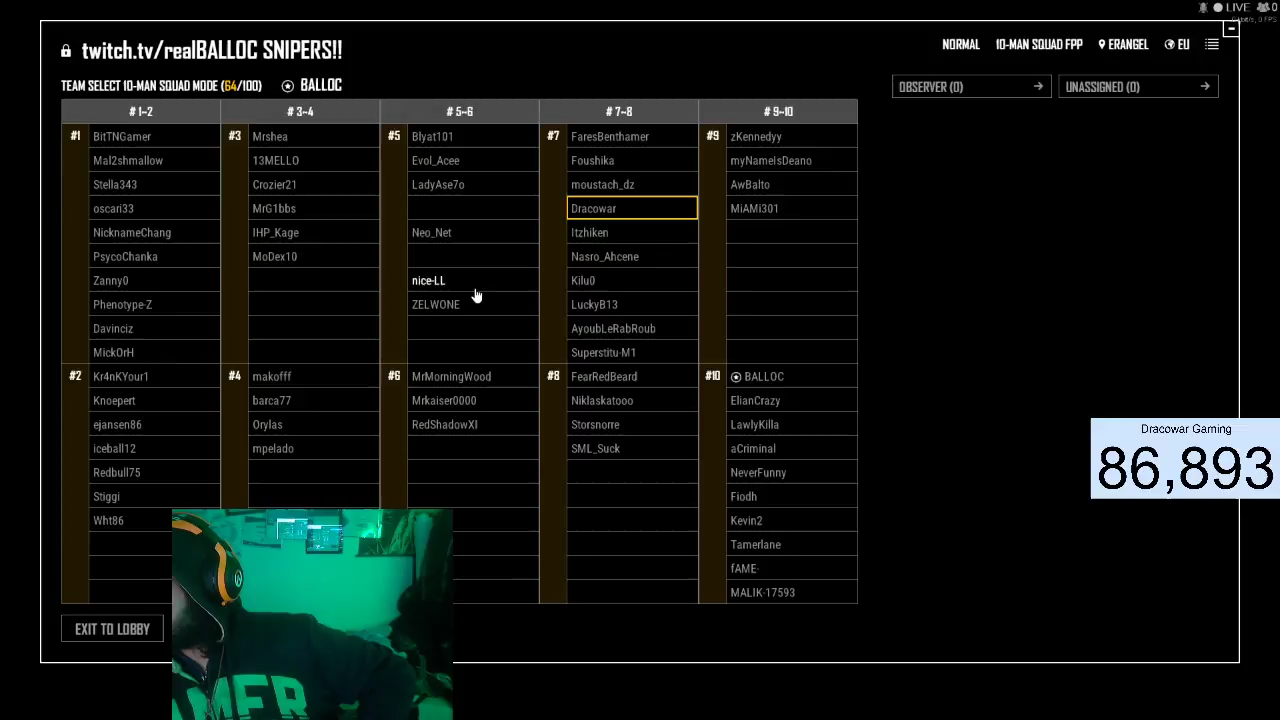 LIVE 0
twitch.tv/realBALLOC SNIPERS!!
NORMAL 10-MAN SQUAD FPP ERANGEL EU
TEAM SELECT 10-MAN SQUAD MODE (64/100) BALLOC
OBSERVER (0)
UNASSIGNED (0)
# 1~2
#1
BitTNGamer
Mal2shmallow
Stella343
oscari33
NicknameChang
PsycoChanka
Zanny0
Phenotype-Z
Davinciz
MickOrH
#2
Kr4nKYour1
Knoepert
ejansen86
iceball12
Redbull75
Stiggi
Wht86
# 3~4
#3
Mrshea
13MELLO
Crozier21
MrG1bbs
IHP_Kage
MoDex10
#4
makofff
barca77
Orylas
mpelado
# 5~6
#5
Blyat101
Evol_Acee
LadyAse7o
Neo_Net
nice-LL
ZELWONE
#6
MrMorningWood
Mrkaiser0000
RedShadowXI
# 7~8
#7
FaresBenthamer
Foushika
moustach_dz
Dracowar
Itzhiken
Nasro_Ahcene
Kilu0
LuckyB13
AyoubLeRabRoub
Superstitu-M1
#8
FearRedBeard
Niklaskatooo
Storsnorre
SML_Suck
# 9~10
#9
zKennedyy
myNameIsDeano
AwBalto
MiAMi301
#10
BALLOC
ElianCrazy
LawlyKilla
aCriminal
NeverFunny
Fiodh
Kevin2
Tamerlane
fAME-
MALIK-17593
Dracowar Gaming
86,893
EXIT TO LOBBY